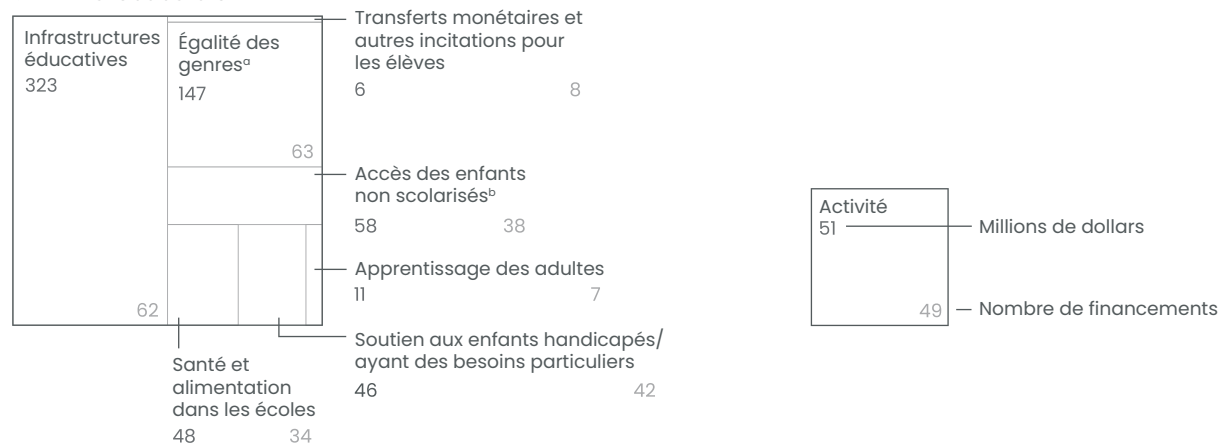 Infrastructures
éducatives
323
62
Égalité des
genresᵃ
147
63
Transferts monétaires et
autres incitations pour
les élèves
6 8
Accès des enfants
non scolarisésᵇ
58 38
Apprentissage des adultes
11 7
Soutien aux enfants handicapés/
ayant des besoins particuliers
46 42
Santé et
alimentation
dans les écoles
48 34
Activité
51
Millions de dollars
49
Nombre de financements